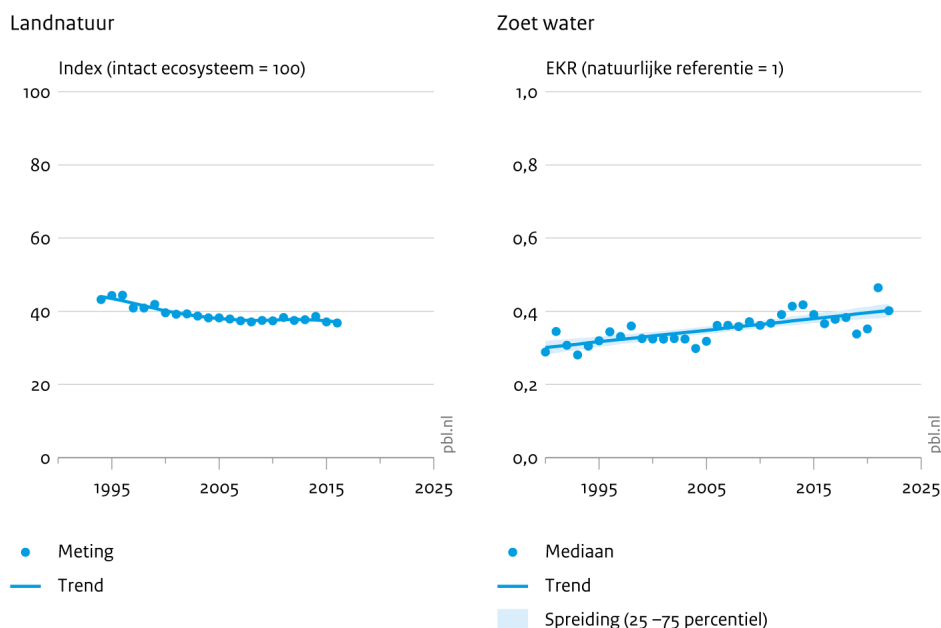 Landnatuur
Index (intact ecosysteem = 100)
100
80
60
40
20
0
1995 2005 2015 2025
pbl.nl
Meting
Trend
Zoet water
EKR (natuurlijke referentie = 1)
1,0
0,8
0,6
0,4
0,2
0,0
1995 2005 2015 2025
pbl.nl
Mediaan
Trend
Spreiding (25 –75 percentiel)